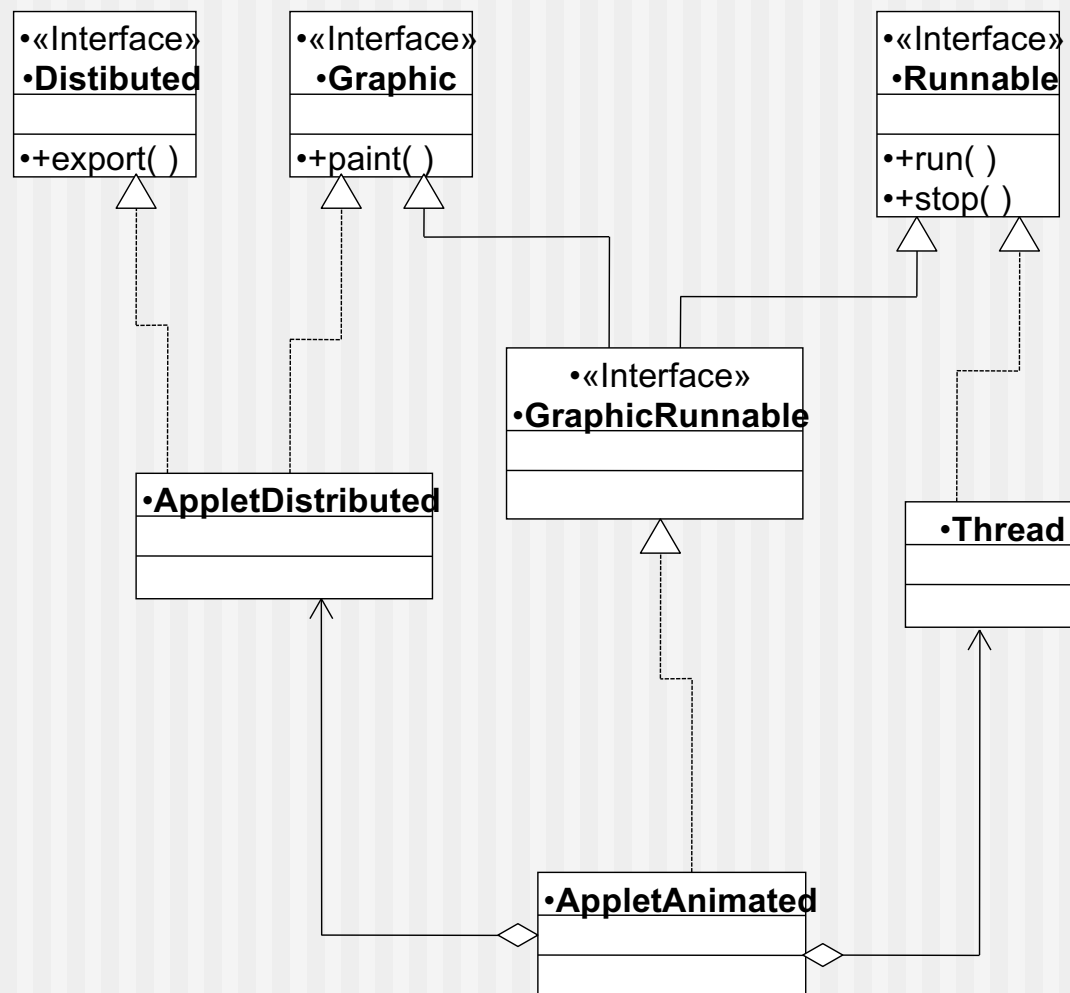 •«Interface»
•Distibuted
•+export( )
•«Interface»
•Graphic
•+paint( )
•«Interface»
•Runnable
•+run( )
•+stop( )
•«Interface»
•GraphicRunnable
•AppletDistributed
•Thread
•AppletAnimated